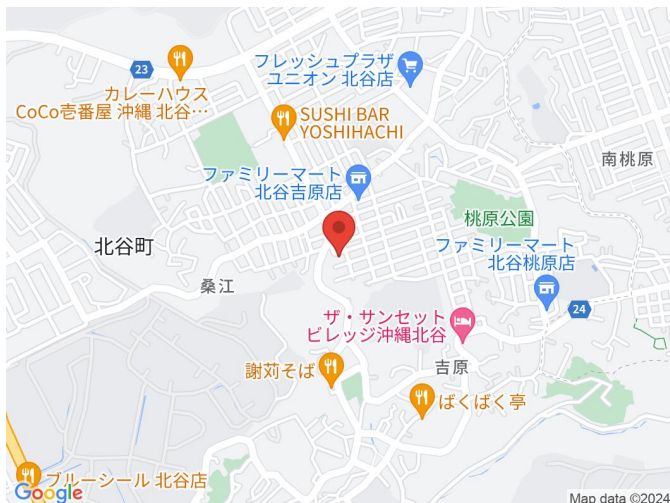 フレッシュプラザ
ユニオン 北谷店
23
カレーハウス
CoCo壱番屋 沖縄 北谷…
SUSHI BAR
YOSHIHACHI
南桃原
ファミリーマート
北谷吉原店
桃原公園
北谷町
ファミリーマート
北谷桃原店
桑江
24
ザ・サンセット
ビレッジ沖縄北谷
謝苅そば
吉原
ばくばく亭
ブルーシール 北谷店
Google
Map data ©2024